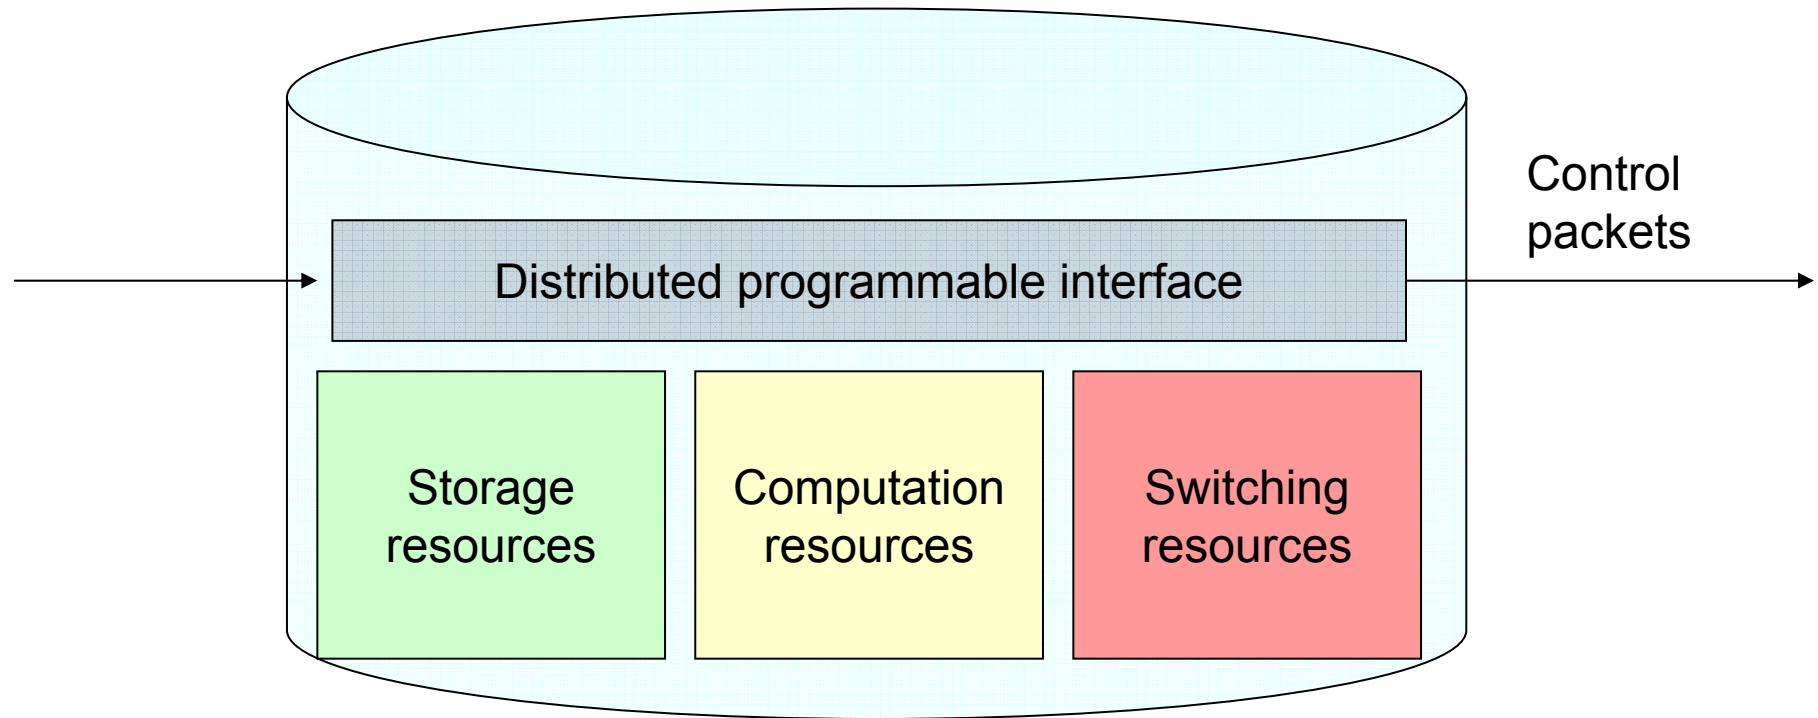 Control
packets
Distributed programmable interface
Storage
resources
Computation
resources
Switching
resources